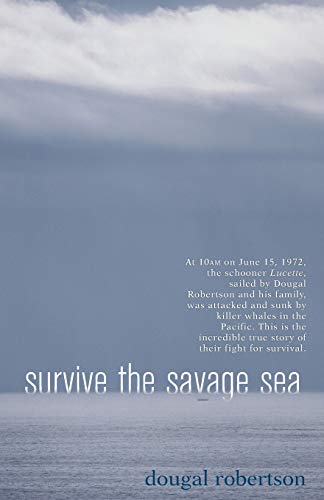 At 10am on June 15, 1972,
the schooner Lucette,
sailed by Dougal
Robertson and his family,
was attacked and sunk by
killer whales in the
Pacific. This is the
incredible true story of
their fight for survival.
survive the savage sea
dougal robertson